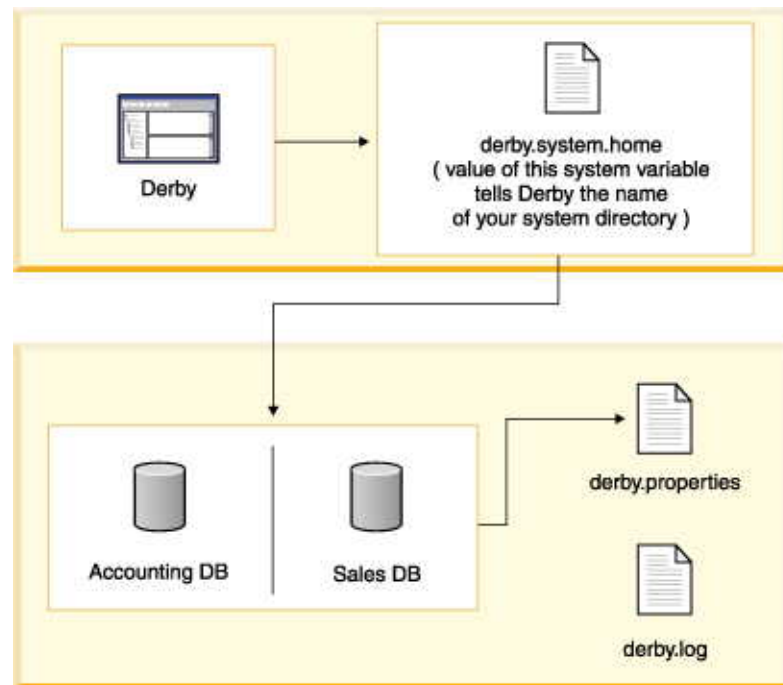 Derby
derby.system.home
( value of this system variable
tells Derby the name
of your system directory )
Accounting DB
Sales DB
derby.properties
derby.log